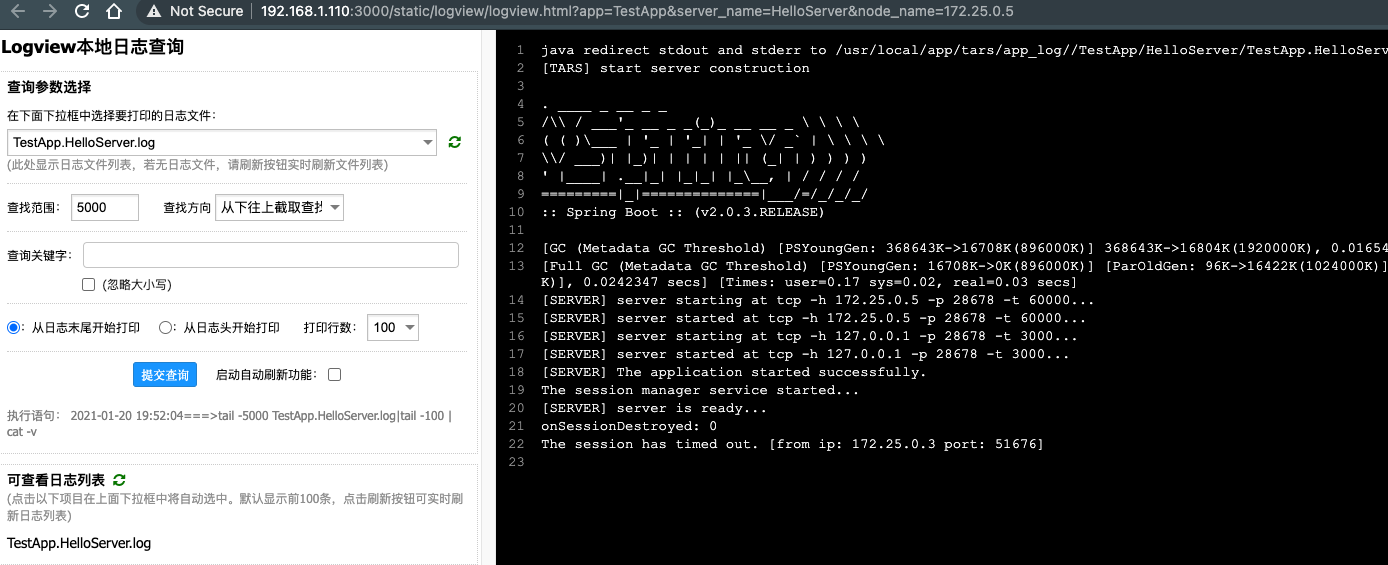 Not Secure 192.168.1.110:3000/static/logview/logview.html?app=TestApp&server_name=HelloServer&node_name=172.25.0.5
Logview本地日志查询
查询参数选择
在下面下拉框中选择要打印的日志文件：
TestApp.HelloServer.log
(此处显示日志文件列表，若无日志文件，请刷新按钮实时刷新文件列表)
查找范围： 5000 查找方向 从下往上截取查找
查询关键字：
(忽略大小写)
：从日志末尾开始打印 ：从日志头开始打印 打印行数： 100
提交查询 启动自动刷新功能：
执行语句： 2021-01-20 19:52:04===>tail -5000 TestApp.HelloServer.log|tail -100 |
cat -v
可查看日志列表
(点击以下项目在上面下拉框中将自动选中。默认显示前100条，点击刷新按钮可实时刷
新日志列表)
TestApp.HelloServer.log
1 java redirect stdout and stderr to /usr/local/app/tars/app_log//TestApp/HelloServer/TestApp.HelloServ
2 [TARS] start server construction
3
4 . ____ _ __ _ _
5 /\\ / ___'_ __ _ _(_)_ __ __ _ \ \ \ \
6 ( ( )\___ | '_ | '_| | '_ \/ _` | \ \ \ \
7 \\/ ___)| |_)| | | | | || (_| | ) ) ) )
8 ' |____| .__|_| |_|_| |_\__, | / / / /
9 =========|_|==============|___/=/_/_/_/
10 :: Spring Boot :: (v2.0.3.RELEASE)
11
12 [GC (Metadata GC Threshold) [PSYoungGen: 368643K->16708K(896000K)] 368643K->16804K(1920000K), 0.01654
13 [Full GC (Metadata GC Threshold) [PSYoungGen: 16708K->0K(896000K)] [ParOldGen: 96K->16422K(1024000K)]
K)], 0.0242347 secs] [Times: user=0.17 sys=0.02, real=0.03 secs]
14 [SERVER] server starting at tcp -h 172.25.0.5 -p 28678 -t 60000...
15 [SERVER] server started at tcp -h 172.25.0.5 -p 28678 -t 60000...
16 [SERVER] server starting at tcp -h 127.0.0.1 -p 28678 -t 3000...
17 [SERVER] server started at tcp -h 127.0.0.1 -p 28678 -t 3000...
18 [SERVER] The application started successfully.
19 The session manager service started...
20 [SERVER] server is ready...
21 onSessionDestroyed: 0
22 The session has timed out. [from ip: 172.25.0.3 port: 51676]
23